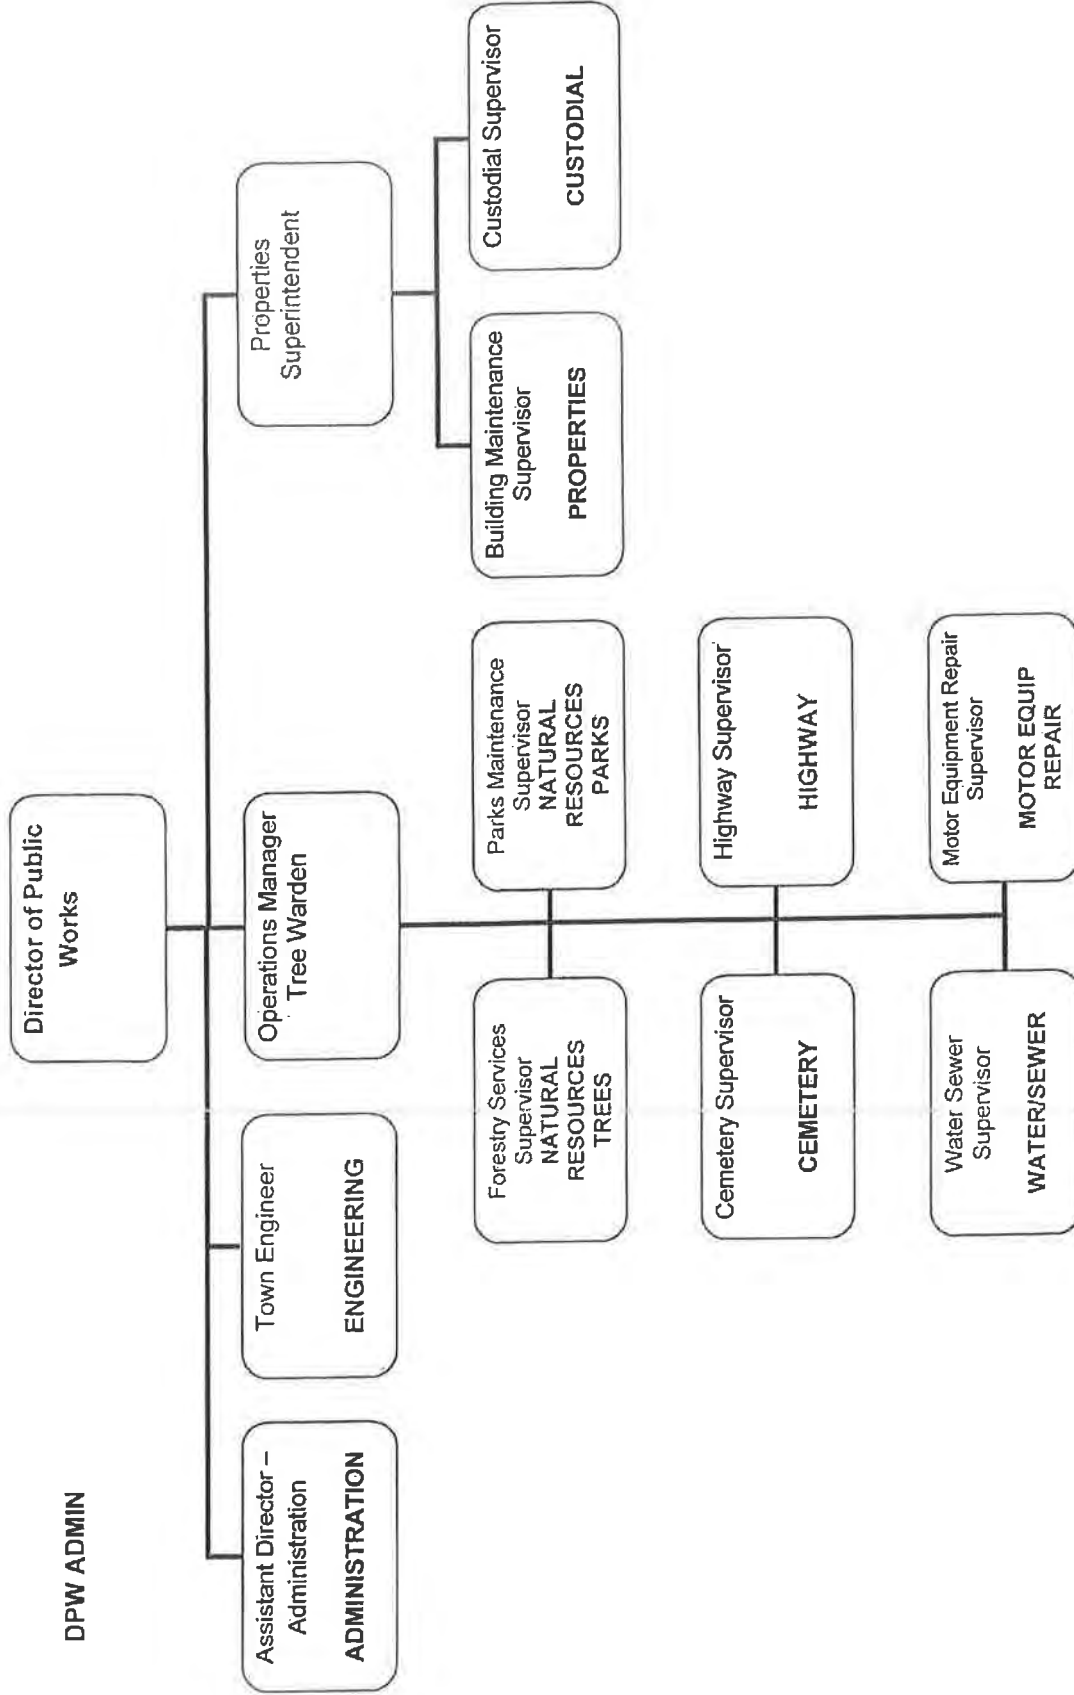 DPW ADMIN
Director of Public
Works
Assistant Director –
Administration
ADMINISTRATION
Town Engineer
ENGINEERING
Operations Manager
Tree Warden
Properties
Superintendent
Forestry Services
Supervisor
NATURAL
RESOURCES
TREES
Parks Maintenance
Supervisor
NATURAL
RESOURCES
PARKS
Building Maintenance
Supervisor
PROPERTIES
Custodial Supervisor
CUSTODIAL
Cemetery Supervisor
CEMETERY
Highway Supervisor
HIGHWAY
Water Sewer
Supervisor
WATER/SEWER
Motor Equipment Repair
Supervisor
MOTOR EQUIP
REPAIR